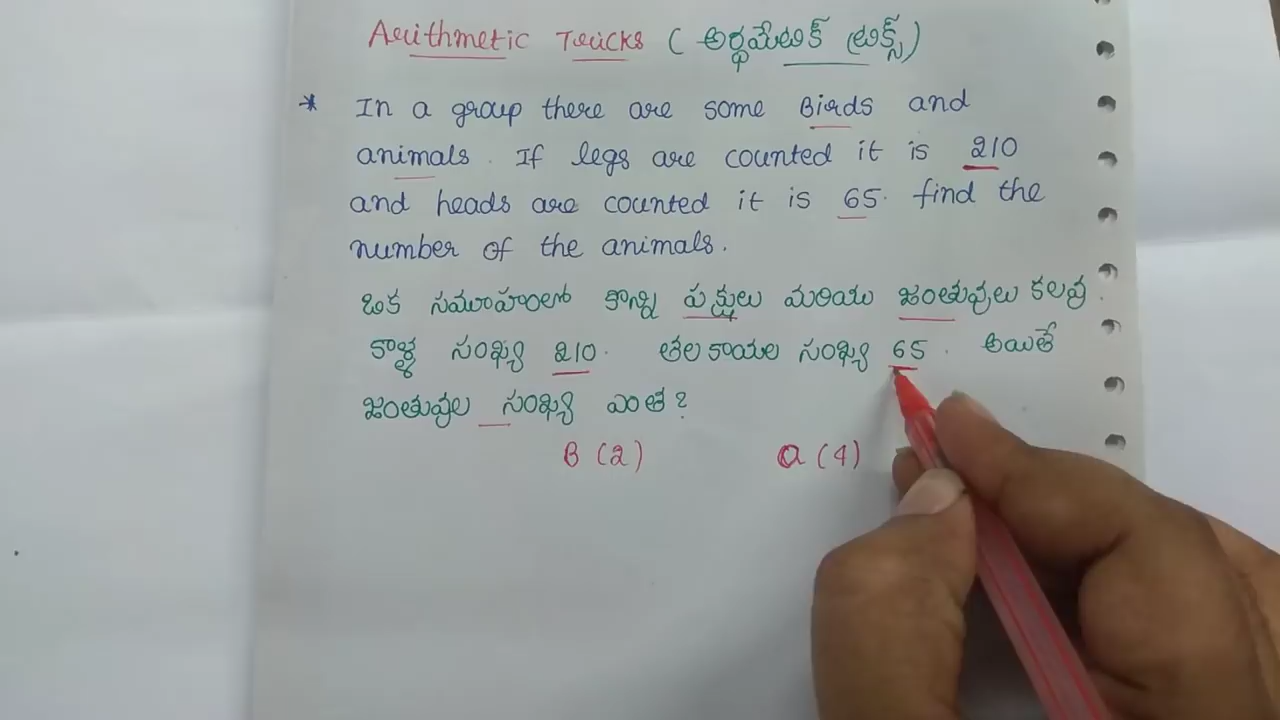 Arithmetic Tricks (అర్థమేటిక్ ట్రిక్స్)
* In a group there are some Birds and
animals. If legs are counted it is 210
and heads are counted it is 65. find the
number of the animals.
ఒక సమూహంలో కొన్ని పక్షులు మరియు జంతువులు కలవు.
కాళ్ళ సంఖ్య 210. తలకాయల సంఖ్య 65. అయితే
జంతువుల సంఖ్య ఎంత?
B (2) a (4)